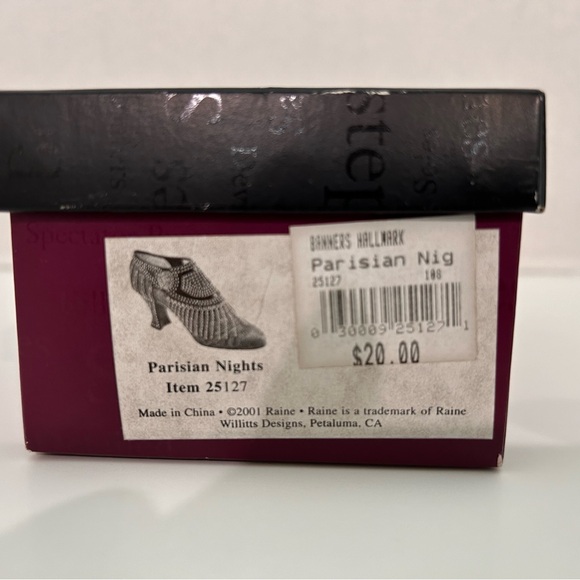 Parisian Nights
Item 25127
Made in China • ©2001 Raine • Raine is a trademark of Raine
Willitts Designs, Petaluma, CA
BANNERS HALLMARK
Parisian Nig
25127 108
0 30009 25127 1
$20.00